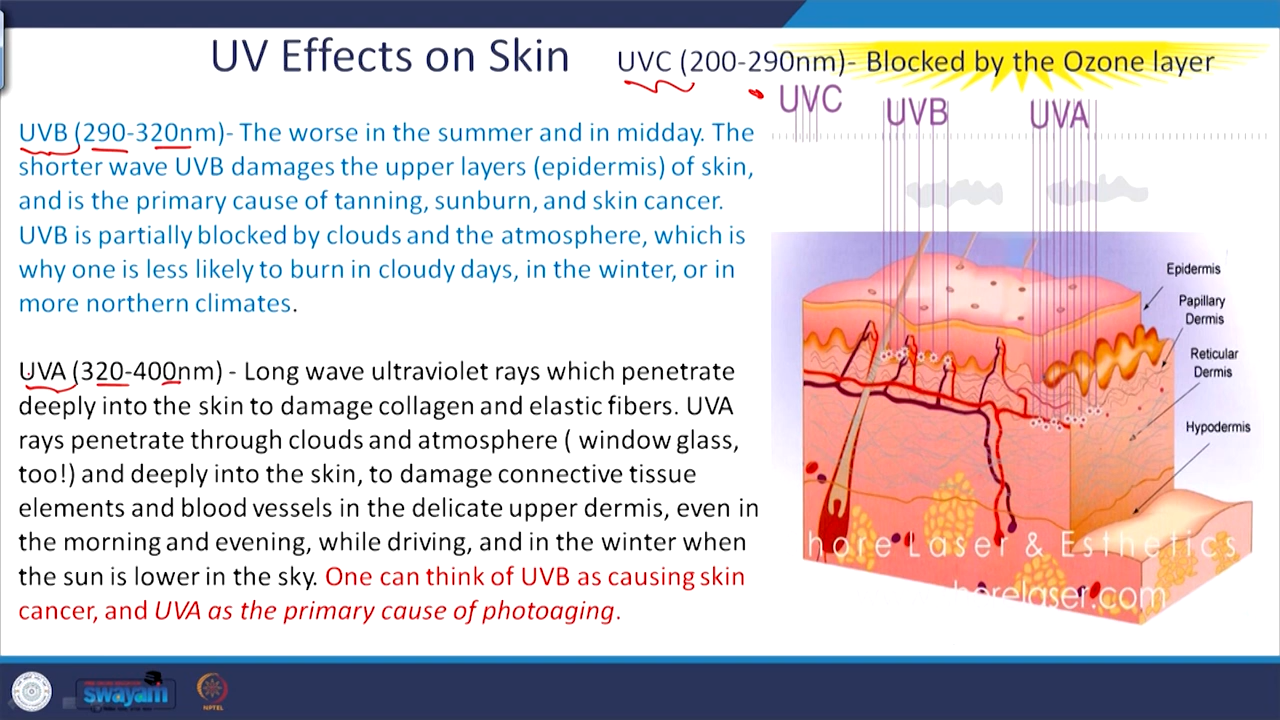 UV Effects on Skin
UVC (200-290nm)- Blocked by the Ozone layer
UVC
UVB
UVA
UVB (290-320nm)- The worse in the summer and in midday. The
shorter wave UVB damages the upper layers (epidermis) of skin,
and is the primary cause of tanning, sunburn, and skin cancer.
UVB is partially blocked by clouds and the atmosphere, which is
why one is less likely to burn in cloudy days, in the winter, or in
more northern climates.
UVA (320-400nm) - Long wave ultraviolet rays which penetrate
deeply into the skin to damage collagen and elastic fibers. UVA
rays penetrate through clouds and atmosphere ( window glass,
too!) and deeply into the skin, to damage connective tissue
elements and blood vessels in the delicate upper dermis, even in
the morning and evening, while driving, and in the winter when
the sun is lower in the sky. One can think of UVB as causing skin
cancer, and UVA as the primary cause of photoaging.
Epidermis
Papillary
Dermis
Reticular
Dermis
Hypodermis
hore Laser & Esthetics
horelaser.com
swayam
NPTEL